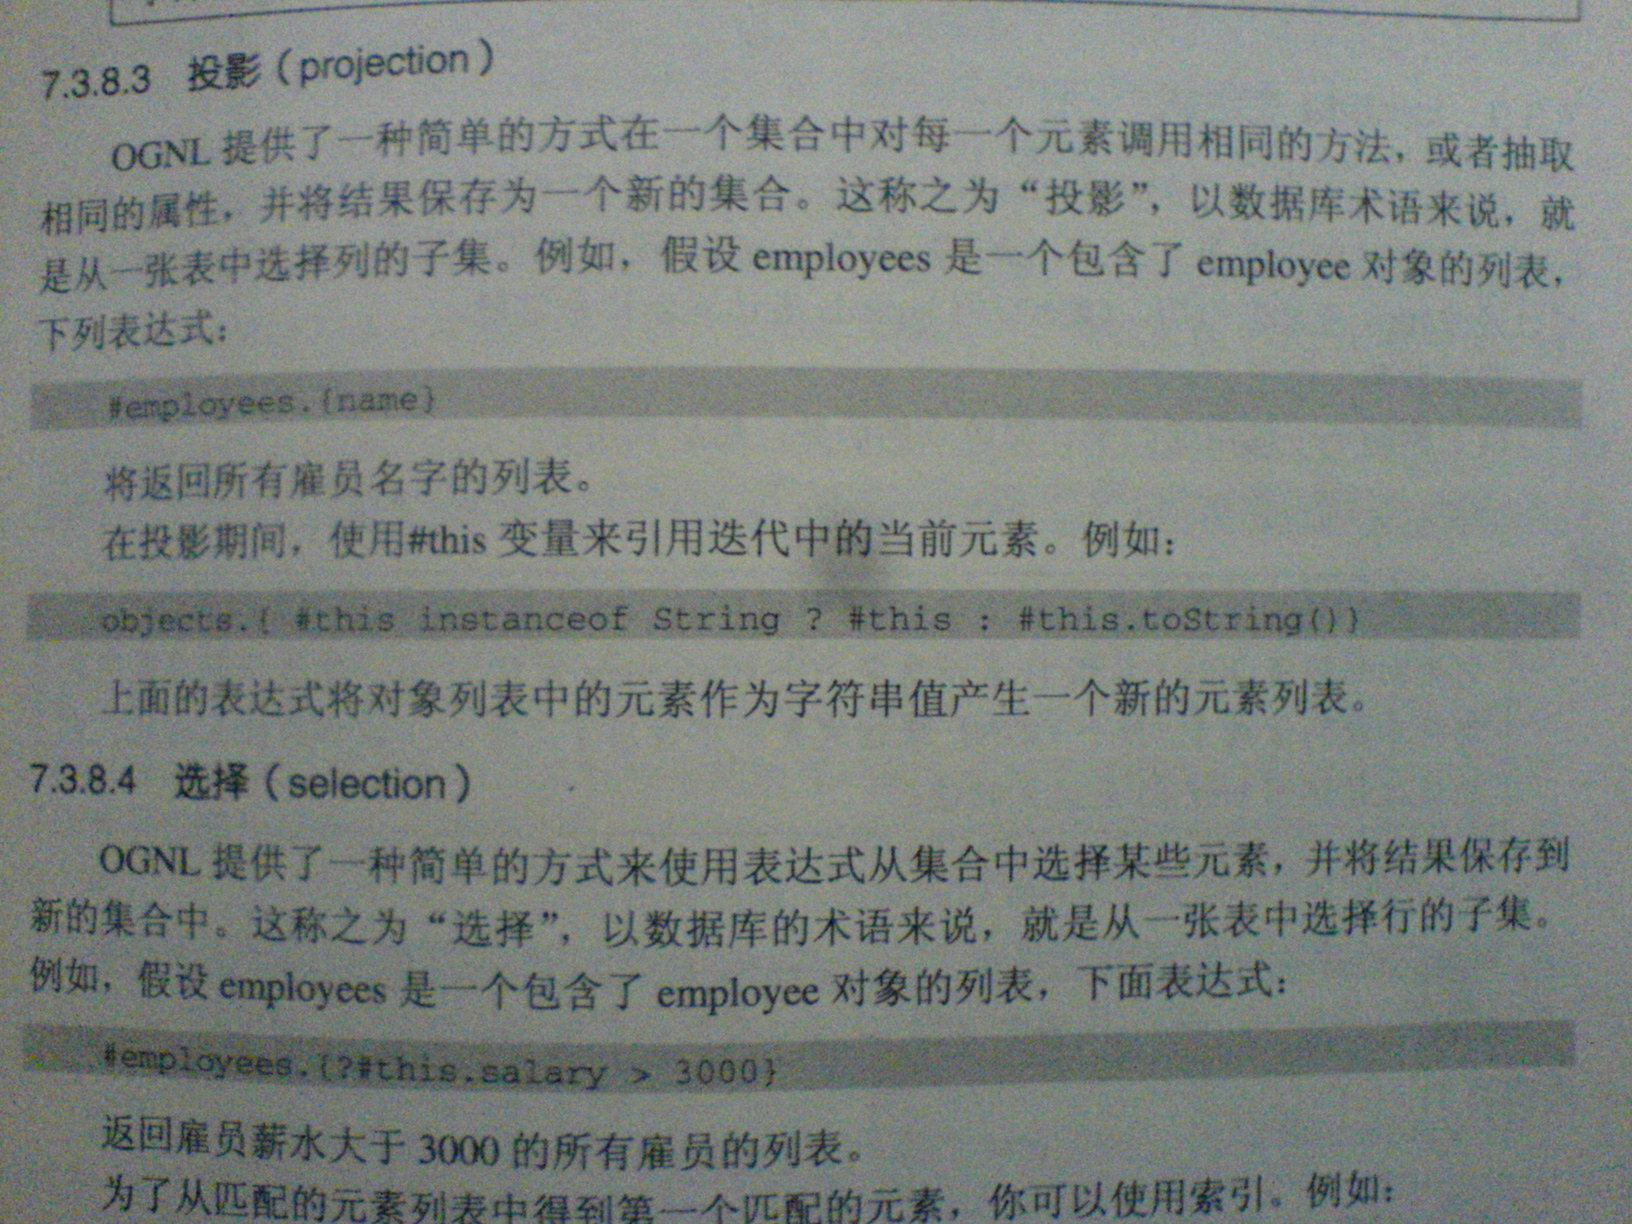 7.3.8.3 投影（projection）
OGNL 提供了一种简单的方式在一个集合中对每一个元素调用相同的方法，或者抽取
相同的属性，并将结果保存为一个新的集合。这称之为“投影”，以数据库术语来说，就
是从一张表中选择列的子集。例如，假设 employees 是一个包含了 employee 对象的列表，
下列表达式：
#employees.{name}
将返回所有雇员名字的列表。
在投影期间，使用#this 变量来引用迭代中的当前元素。例如：
objects.{ #this instanceof String ? #this : #this.toString()}
上面的表达式将对象列表中的元素作为字符串值产生一个新的元素列表。
7.3.8.4 选择（selection）
OGNL 提供了一种简单的方式来使用表达式从集合中选择某些元素，并将结果保存到
新的集合中。这称之为“选择”，以数据库的术语来说，就是从一张表中选择行的子集。
例如，假设 employees 是一个包含了 employee 对象的列表，下面表达式：
#employees.{?#this.salary > 3000}
返回雇员薪水大于 3000 的所有雇员的列表。
为了从匹配的元素列表中得到第一个匹配的元素，你可以使用索引。例如：